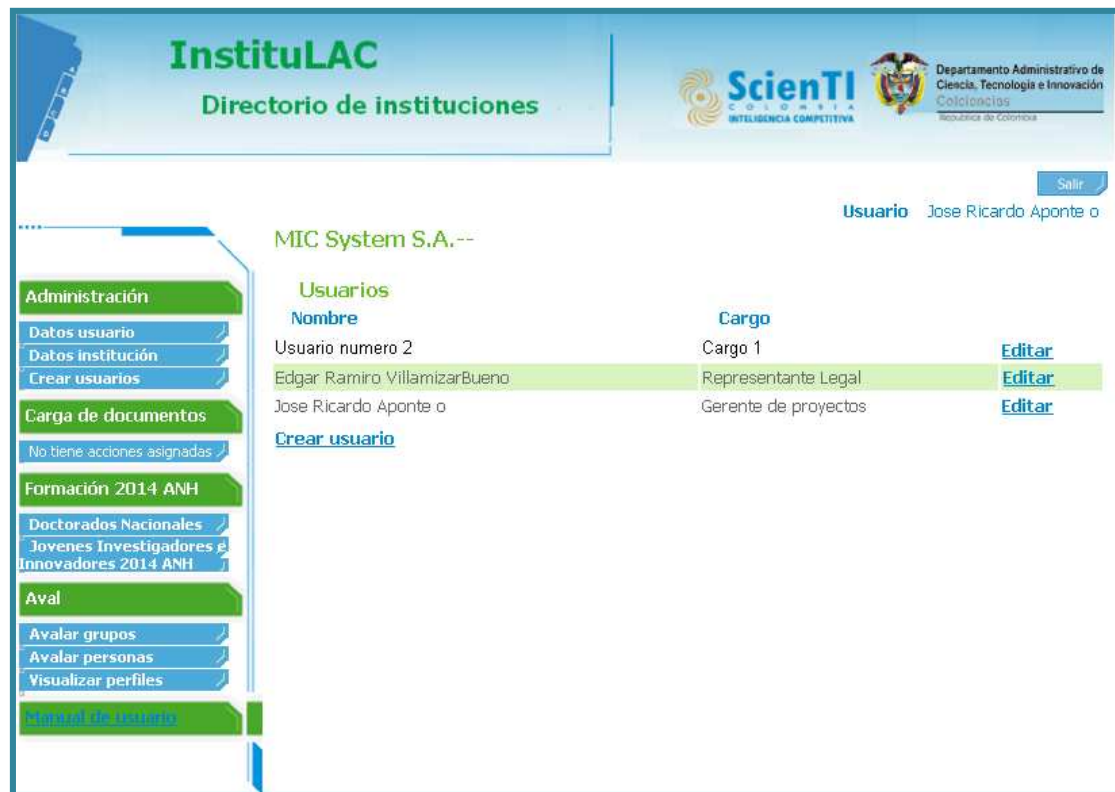 InstituLAC
Directorio de instituciones
ScienTI
COLOMBIA
INTELIGENCIA COMPETITIVA
Departamento Administrativo de
Ciencia, Tecnología e Innovación
Colciencias
República de Colombia
Salir
Usuario Jose Ricardo Aponte o
MIC System S.A.--
Administración
Datos usuario
Datos institución
Crear usuarios
Carga de documentos
No tiene acciones asignadas
Formación 2014 ANH
Doctorados Nacionales
Jovenes Investigadores e
Innovadores 2014 ANH
Aval
Avalar grupos
Avalar personas
Visualizar perfiles
Manual de usuario
Usuarios
Nombre Cargo
Usuario numero 2 Cargo 1 Editar
Edgar Ramiro VillamizarBueno Representante Legal Editar
Jose Ricardo Aponte o Gerente de proyectos Editar
Crear usuario